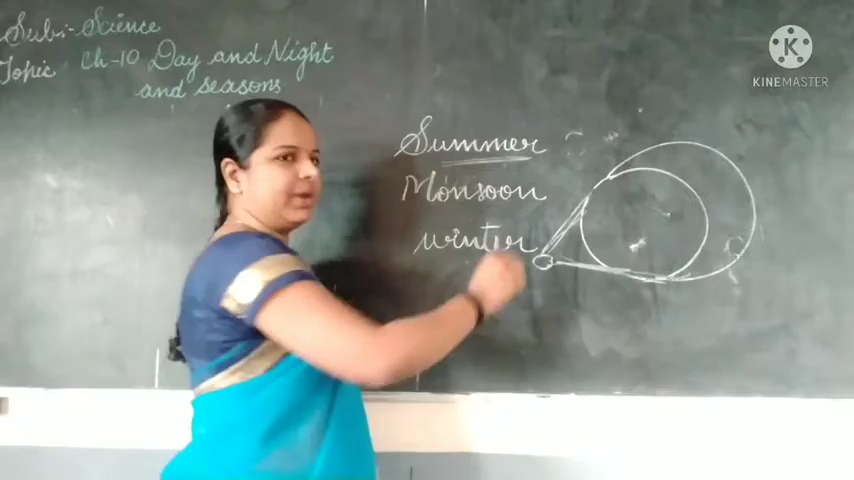 Sub:- Science
Topic Ch-10 Day and Night
and seasons
Summer
Monsoon
winter
K
KINEMASTER